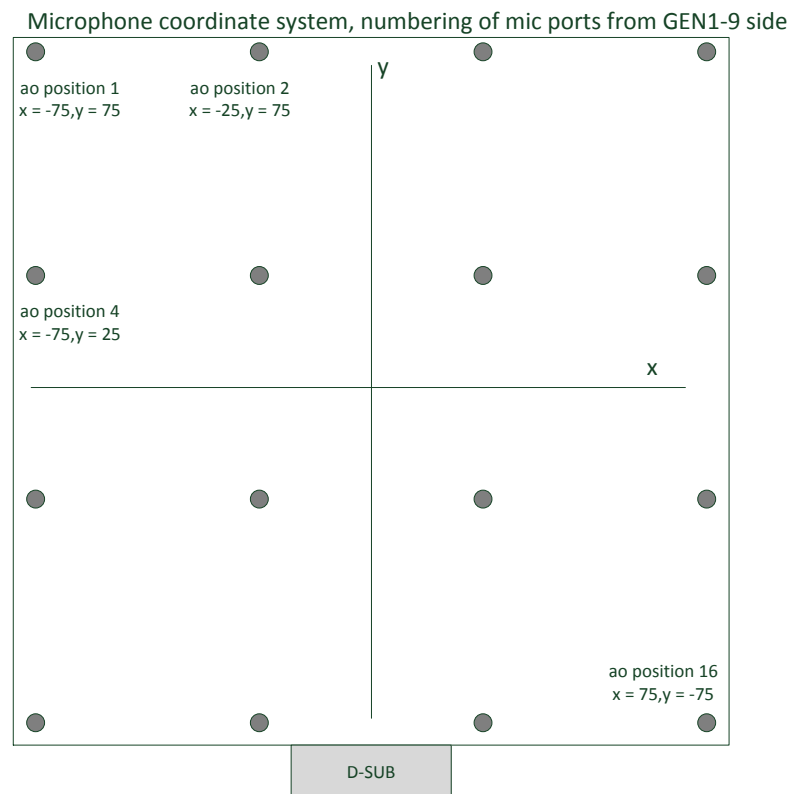 Microphone coordinate system, numbering of mic ports from GEN1-9 side
y
ao position 1
x = -75,y = 75
ao position 2
x = -25,y = 75
ao position 4
x = -75,y = 25
x
ao position 16
x = 75,y = -75
D-SUB